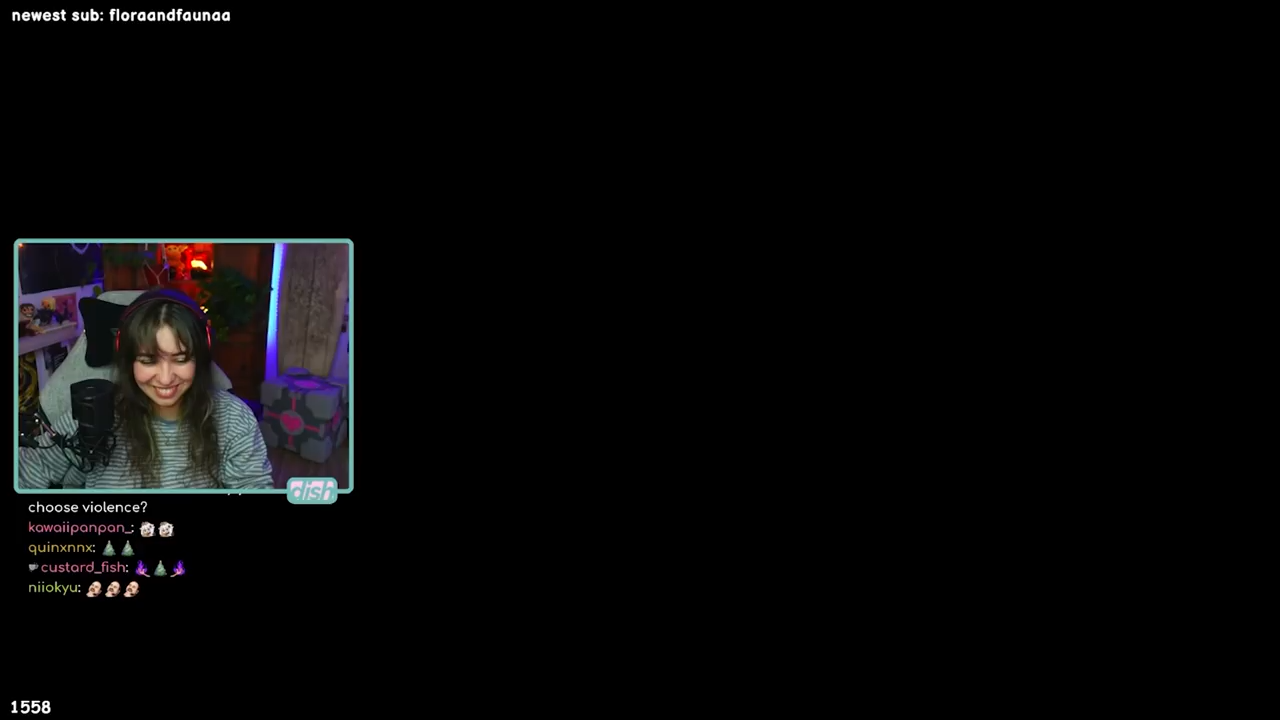 newest sub: floraandfaunaa
dish
choose violence?
kawaiipanpan_:
quinxnnx:
custard_fish:
niiokyu:
1558